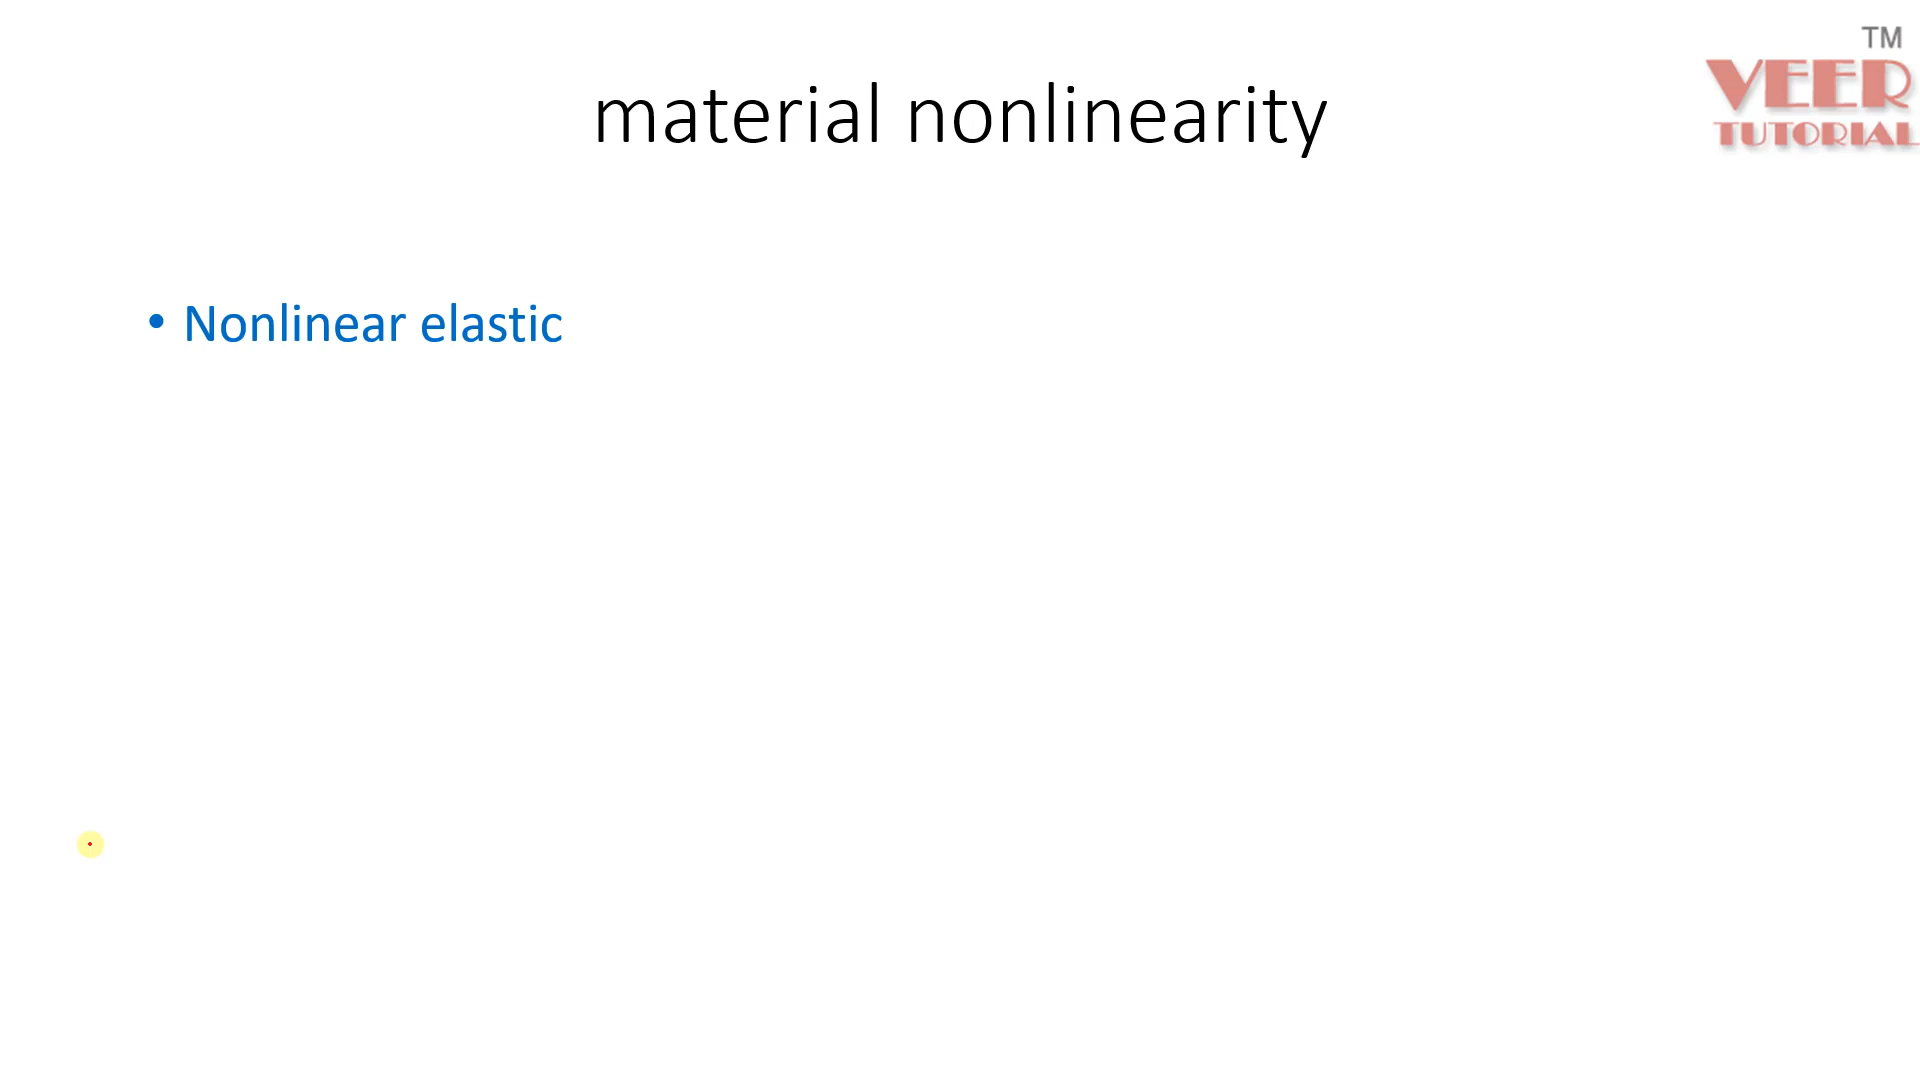 TM
VEER
TUTORIAL
material nonlinearity
• Nonlinear elastic